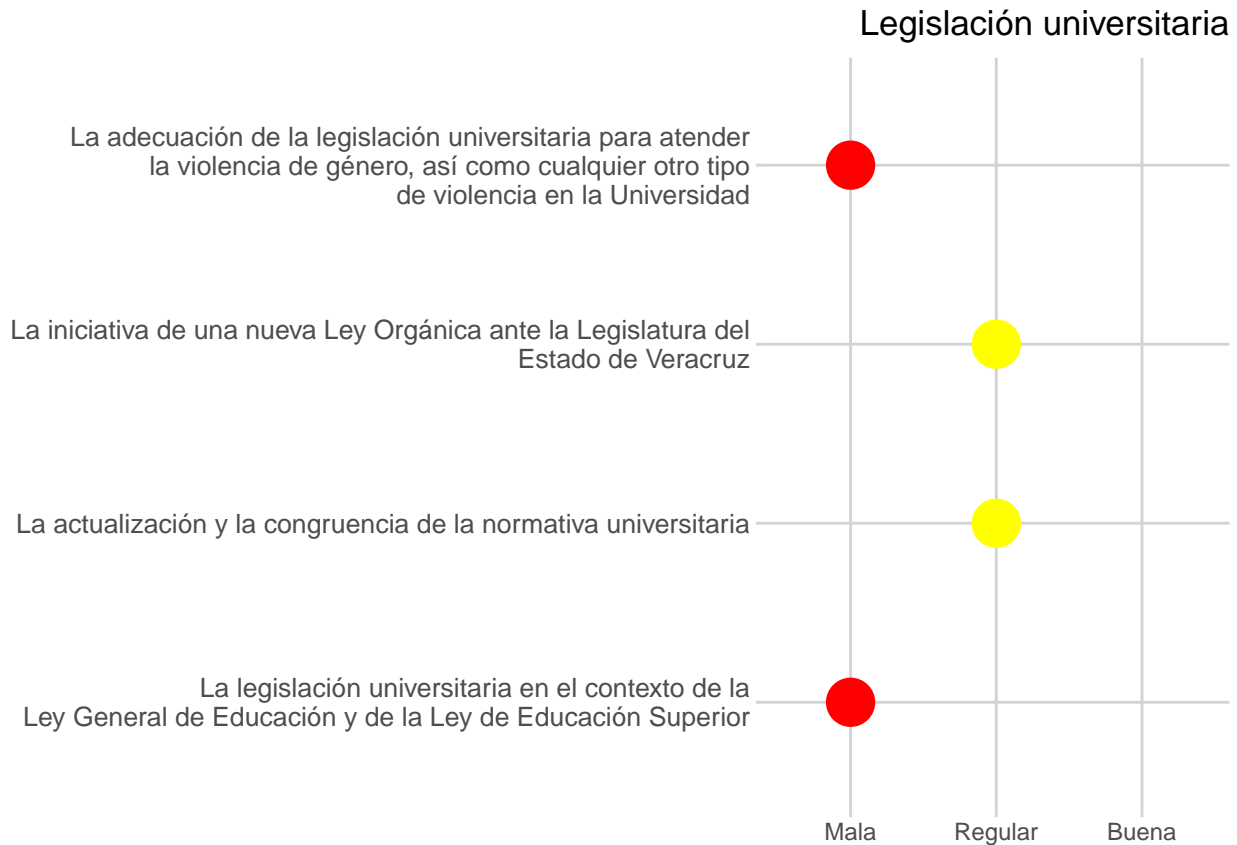 Legislación universitaria
La adecuación de la legislación universitaria para atender
la violencia de género, así como cualquier otro tipo
de violencia en la Universidad
La iniciativa de una nueva Ley Orgánica ante la Legislatura del
Estado de Veracruz
La actualización y la congruencia de la normativa universitaria
La legislación universitaria en el contexto de la
Ley General de Educación y de la Ley de Educación Superior
Mala Regular Buena